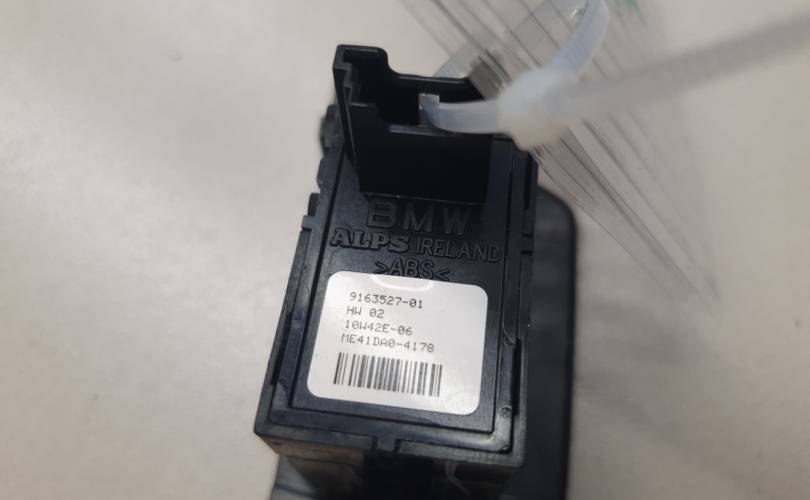 BMW
ALPS IRELAND
>ABS<
9163527-01
HW 02
10W42E-06
ME41DA0-4178